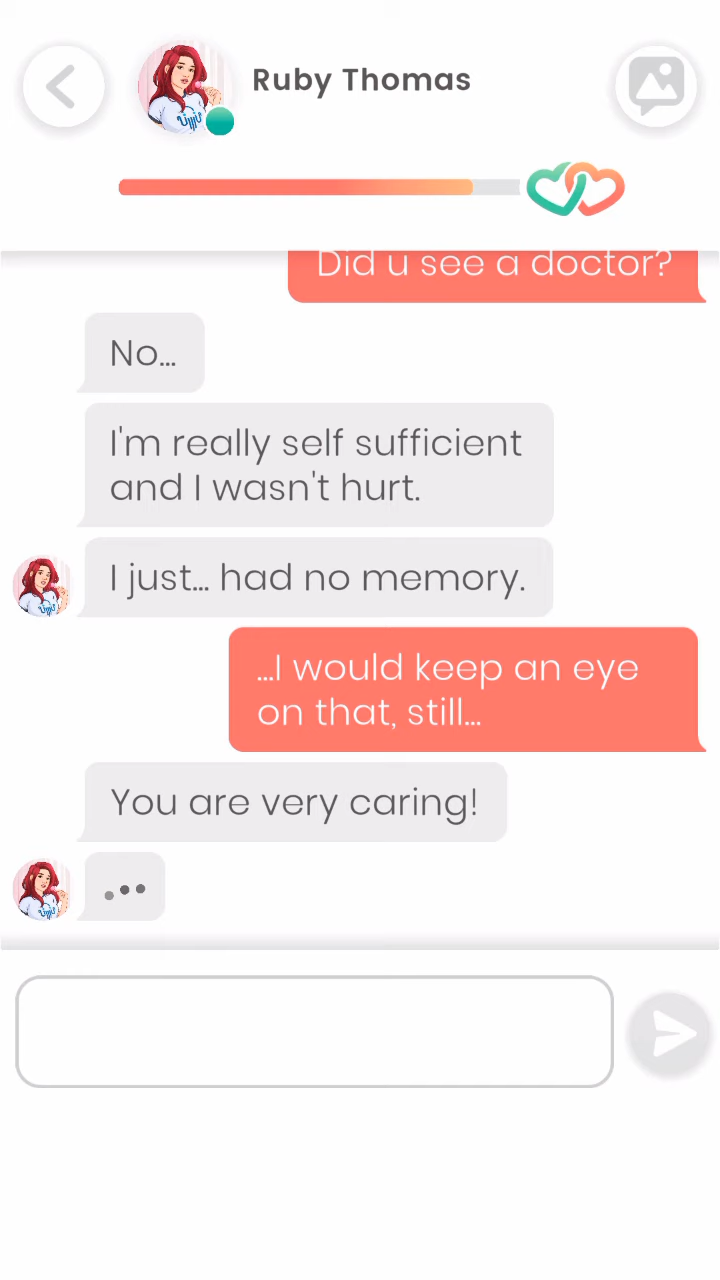 Ruby Thomas
Did u see a doctor?
No...
I'm really self sufficient
and I wasn't hurt.
I just... had no memory.
...I would keep an eye
on that, still...
You are very caring!